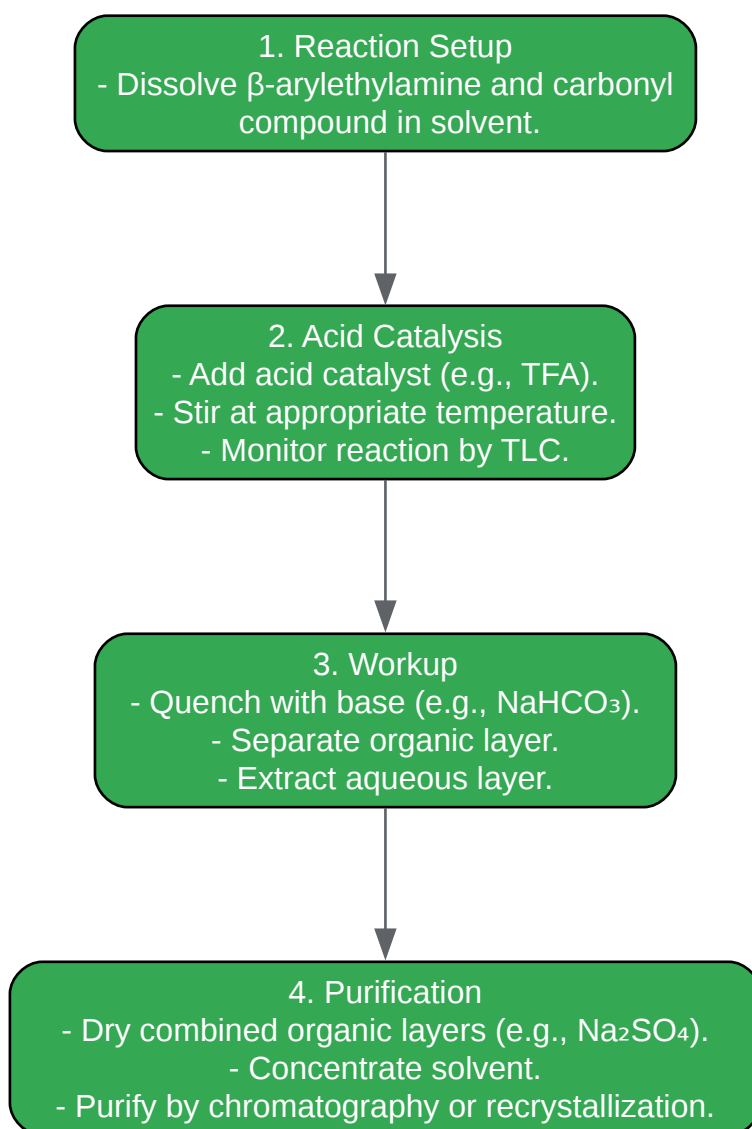 1. Reaction Setup
- Dissolve β-arylethylamine and carbonyl
compound in solvent.
2. Acid Catalysis
- Add acid catalyst (e.g., TFA).
- Stir at appropriate temperature.
- Monitor reaction by TLC.
3. Workup
- Quench with base (e.g., NaHCO₃).
- Separate organic layer.
- Extract aqueous layer.
4. Purification
- Dry combined organic layers (e.g., Na₂SO₄).
- Concentrate solvent.
- Purify by chromatography or recrystallization.